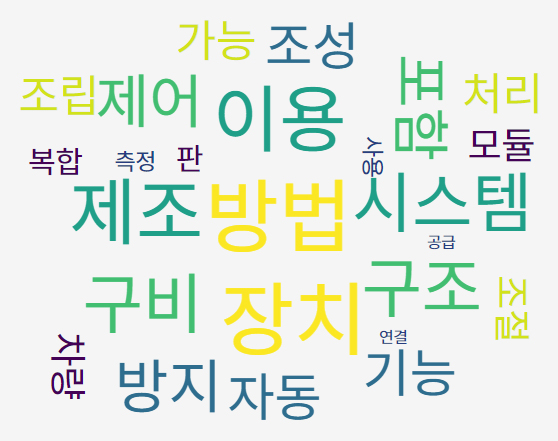 가능
조성
조립
제어
이용
포함
처리
복합
측정
판
사용
모듈
제조
방법
시스템
공급
구비
장치
구조
조절
연결
차량
방지
자동
기능